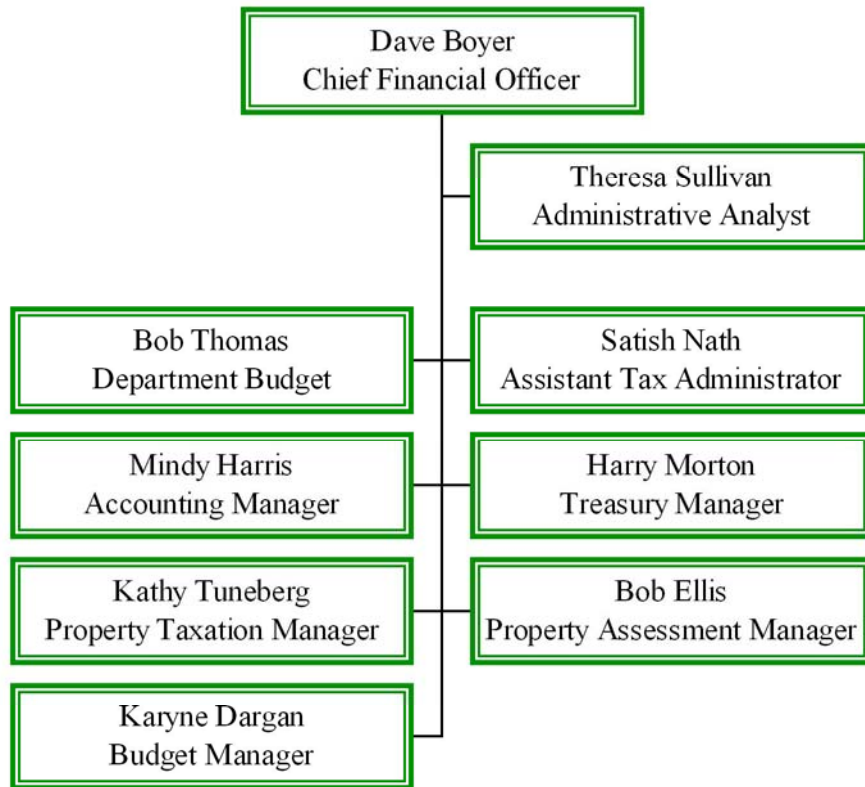 Dave Boyer
Chief Financial Officer
Theresa Sullivan
Administrative Analyst
Bob Thomas
Department Budget
Satish Nath
Assistant Tax Administrator
Mindy Harris
Accounting Manager
Harry Morton
Treasury Manager
Kathy Tuneberg
Property Taxation Manager
Bob Ellis
Property Assessment Manager
Karyne Dargan
Budget Manager